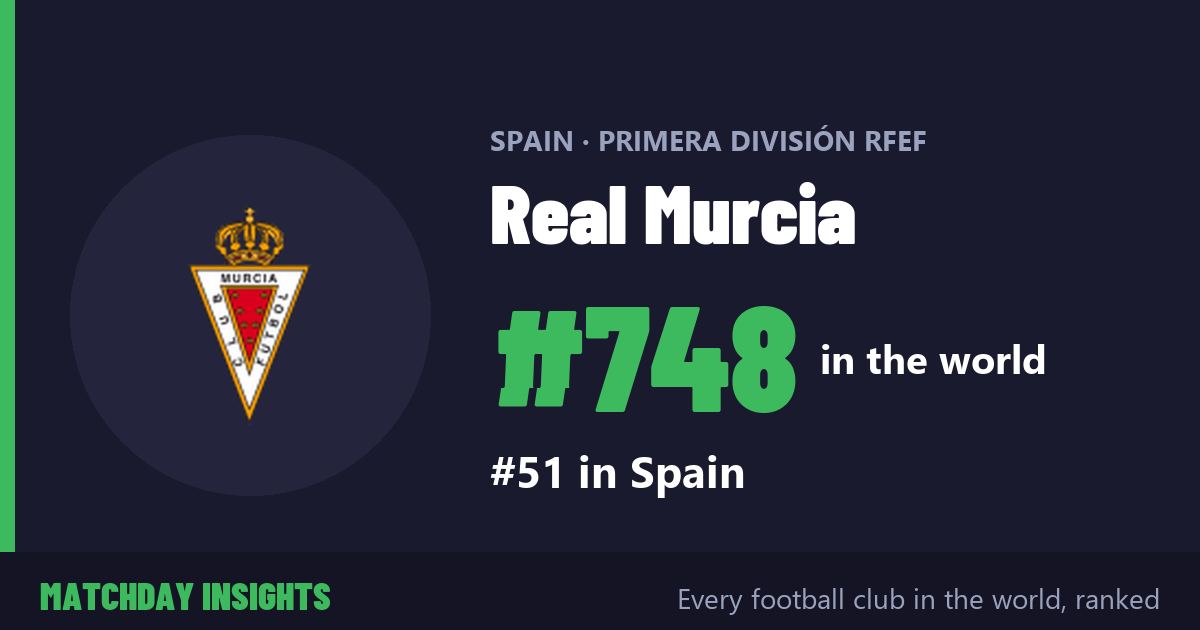 SPAIN · PRIMERA DIVISIÓN RFEF
Real Murcia
MURCIA
CLUB
FUTBOL
#748 in the world
#51 in Spain
MATCHDAY INSIGHTS
Every football club in the world, ranked